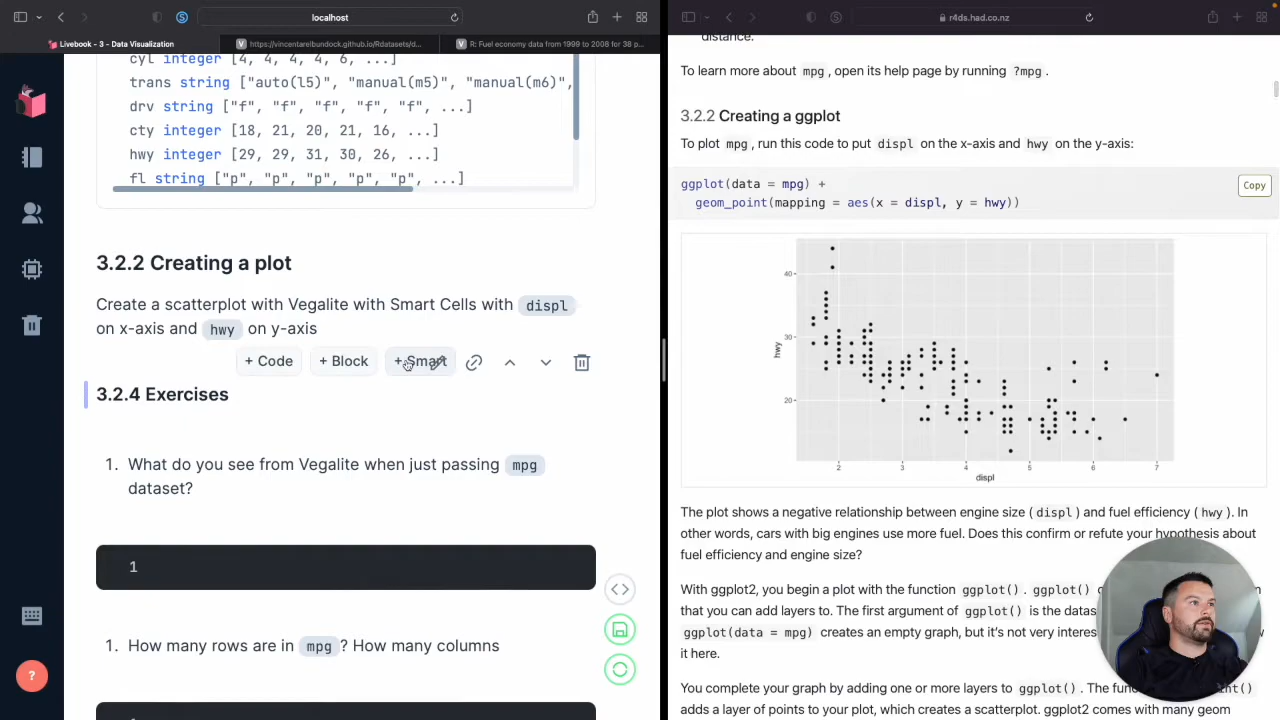 localhost
Livebook - 3 - Data Visualization
https://vincentarelbundock.github.io/Rdatasets/d...
R: Fuel economy data from 1999 to 2008 for 38 p...
cyl integer [4, 4, 4, 4, 6, ...]
trans string ["auto(l5)", "manual(m5)", "manual(m6)",
drv string ["f", "f", "f", "f", "f", ...]
cty integer [18, 21, 20, 21, 16, ...]
hwy integer [29, 29, 31, 30, 26, ...]
fl string ["p", "p", "p", "p", "p", ...]
3.2.2 Creating a plot
Create a scatterplot with Vegalite with Smart Cells with displ
on x-axis and hwy on y-axis
+ Code
+ Block
+ Smart
3.2.4 Exercises
1. What do you see from Vegalite when just passing mpg
dataset?
1
1. How many rows are in mpg ? How many columns
?
r4ds.had.co.nz
distance.
To learn more about mpg , open its help page by running ?mpg .
3.2.2 Creating a ggplot
To plot mpg , run this code to put displ on the x-axis and hwy on the y-axis:
ggplot(data = mpg) +
geom_point(mapping = aes(x = displ, y = hwy))
Copy
40
30
20
hwy
2 3 4 5 6 7
displ
The plot shows a negative relationship between engine size ( displ ) and fuel efficiency ( hwy ). In
other words, cars with big engines use more fuel. Does this confirm or refute your hypothesis about
fuel efficiency and engine size?
With ggplot2, you begin a plot with the function ggplot() . ggplot()
that you can add layers to. The first argument of ggplot() is the datas
ggplot(data = mpg) creates an empty graph, but it's not very interes
it here.
You complete your graph by adding one or more layers to ggplot() . The func int()
adds a layer of points to your plot, which creates a scatterplot. ggplot2 comes with many geom